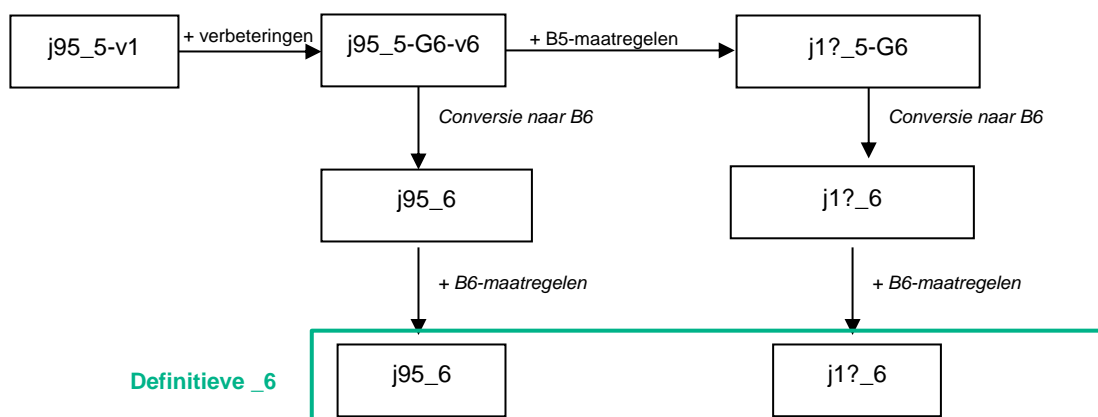 j95_5-v1
+ verbeteringen
j95_5-G6-v6
+ B5-maatregelen
j1?_5-G6
Conversie naar B6
Conversie naar B6
j95_6
j1?_6
+ B6-maatregelen
+ B6-maatregelen
Definitieve _6
j95_6
j1?_6